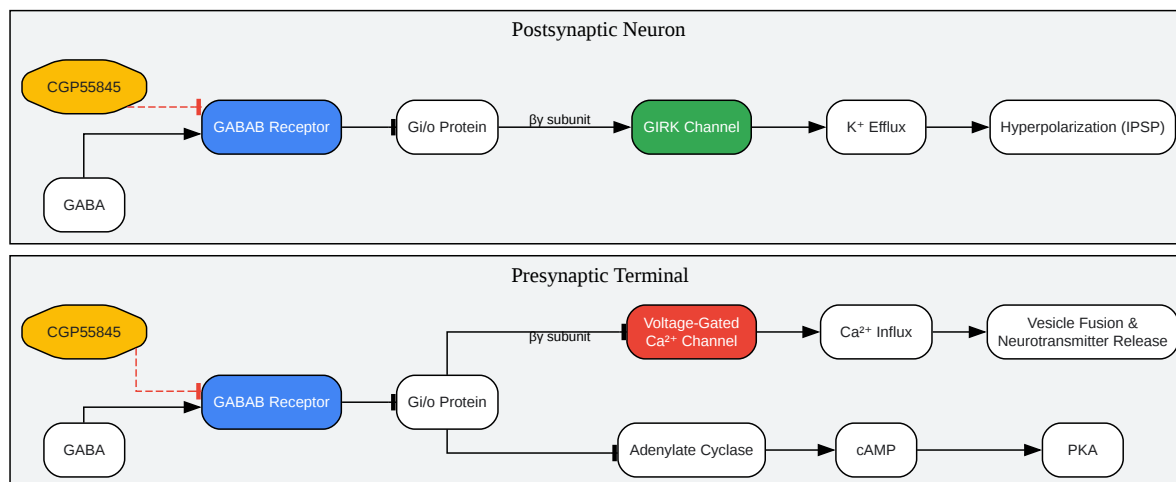 Postsynaptic Neuron
CGP55845
GABAB Receptor
Gi/o Protein
βγ subunit
GIRK Channel
K⁺ Efflux
Hyperpolarization (IPSP)
GABA
Presynaptic Terminal
CGP55845
βγ subunit
Voltage-Gated
Ca²⁺ Channel
Ca²⁺ Influx
Vesicle Fusion &
Neurotransmitter Release
GABAB Receptor
Gi/o Protein
GABA
Adenylate Cyclase
cAMP
PKA